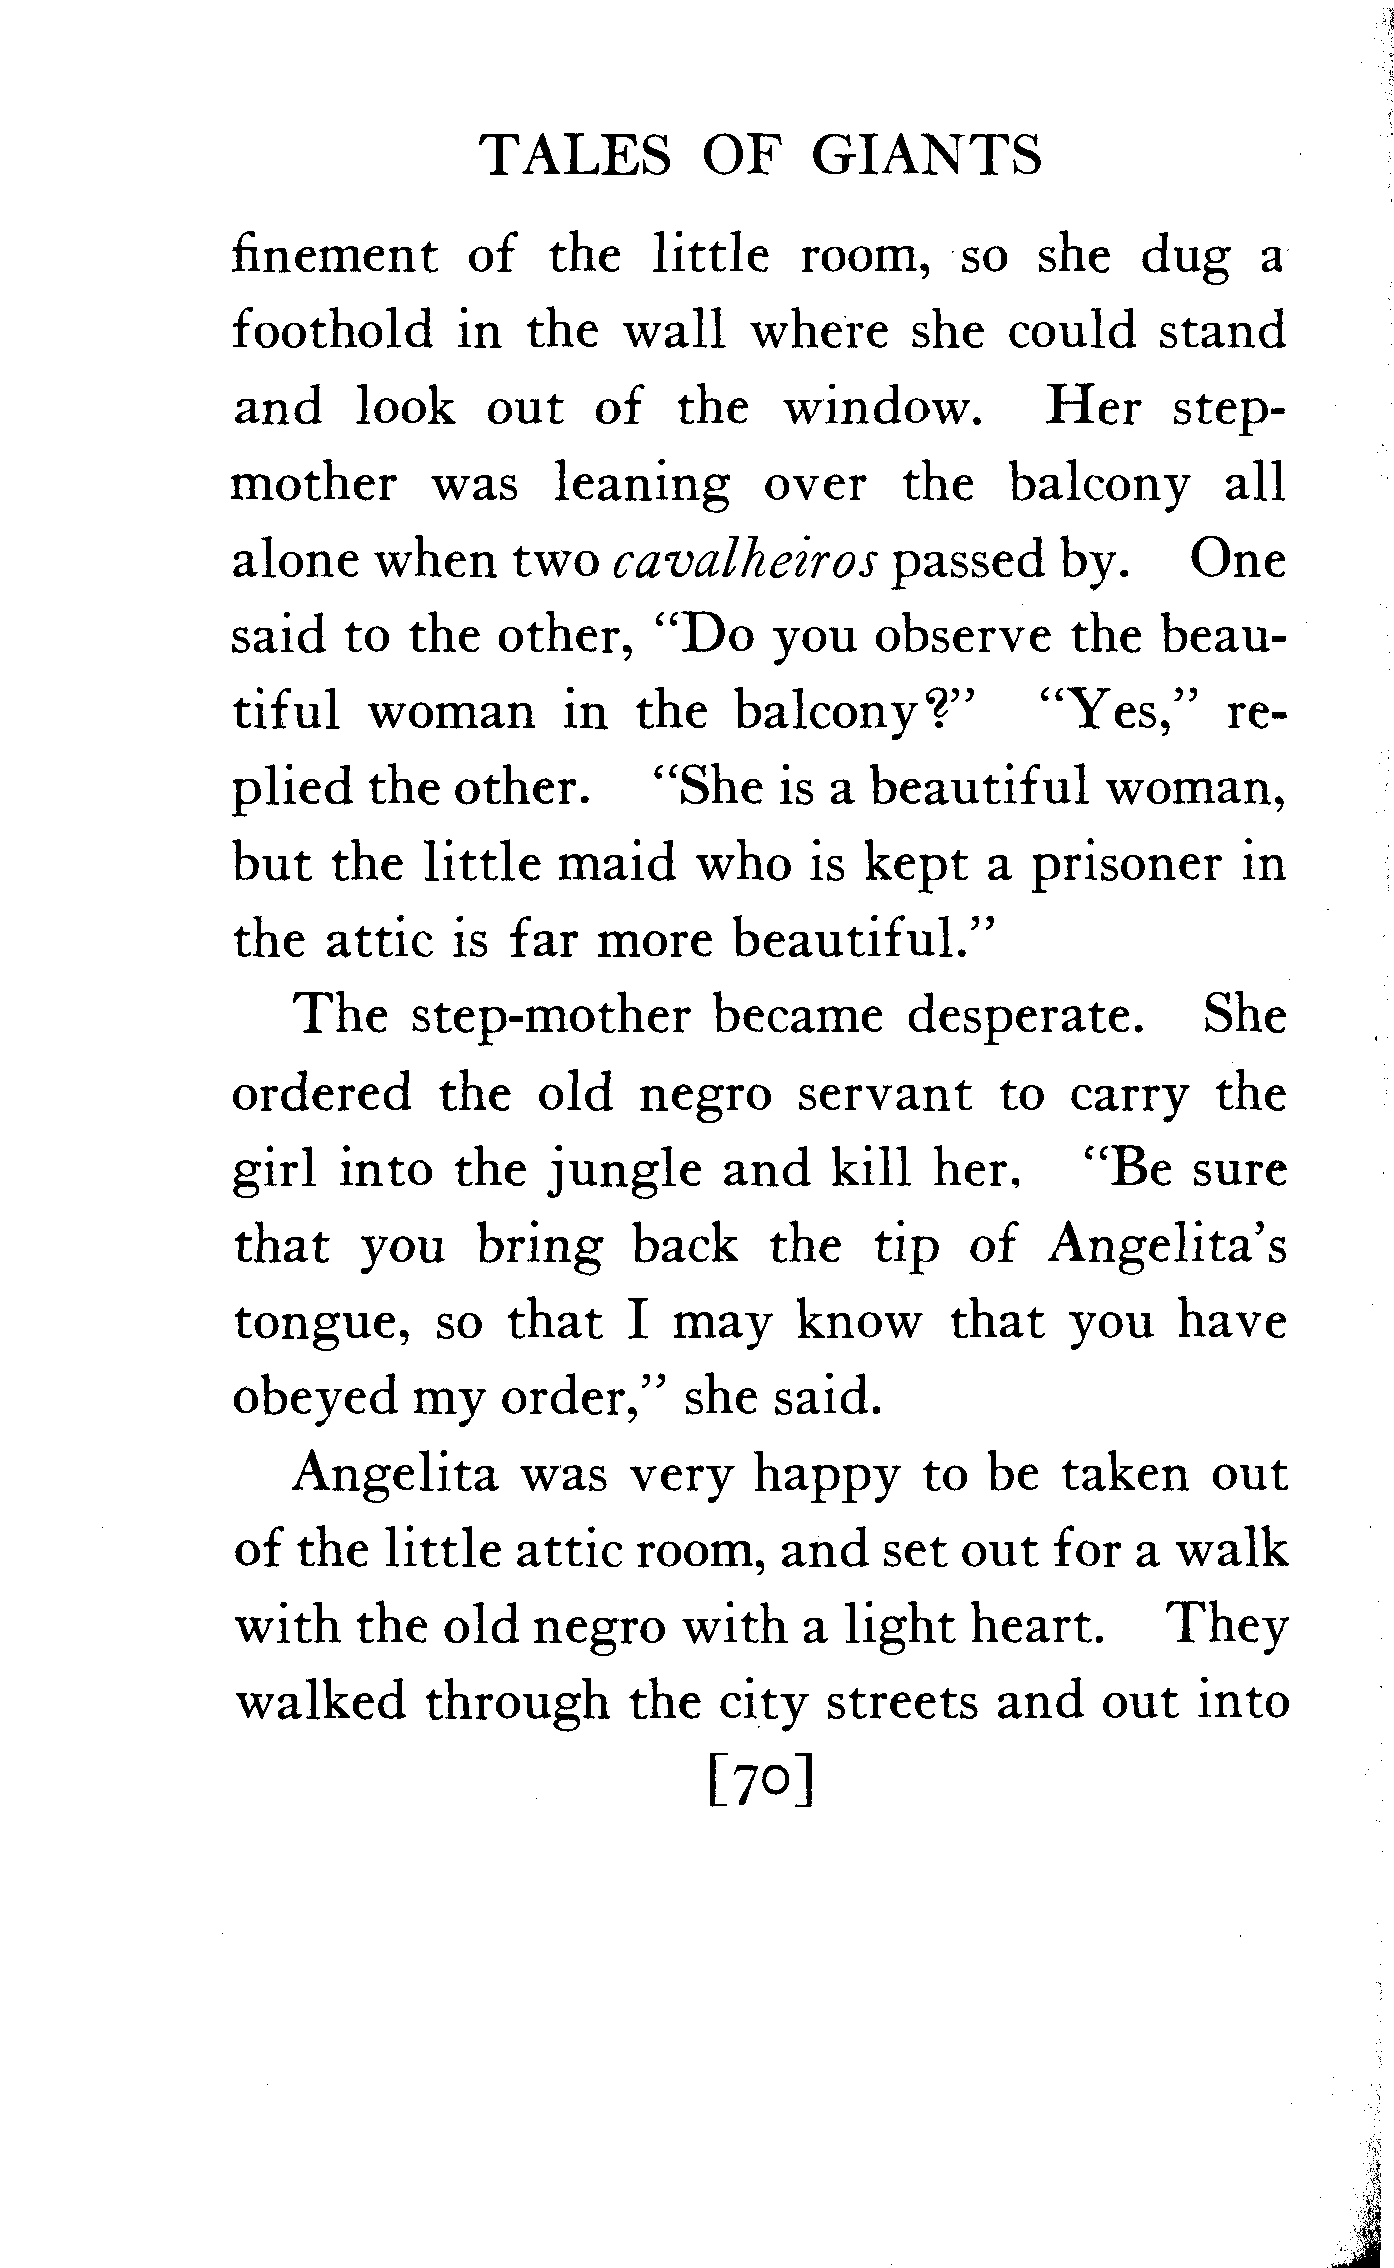 TALES OF GIANTS
finement of the little room, so she dug a
foothold in the wall where she could stand
and look out of the window. Her step-
mother was leaning over the balcony all
alone when two cavalheiros passed by. One
said to the other, "Do you observe the beau-
tiful woman in the balcony?" "Yes," re-
plied the other. "She is a beautiful woman,
but the little maid who is kept a prisoner in
the attic is far more beautiful."
The step-mother became desperate. She
ordered the old negro servant to carry the
girl into the jungle and kill her. "Be sure
that you bring back the tip of Angelita's
tongue, so that I may know that you have
obeyed my order," she said.
Angelita was very happy to be taken out
of the little attic room, and set out for a walk
with the old negro with a light heart. They
walked through the city streets and out into
[70]